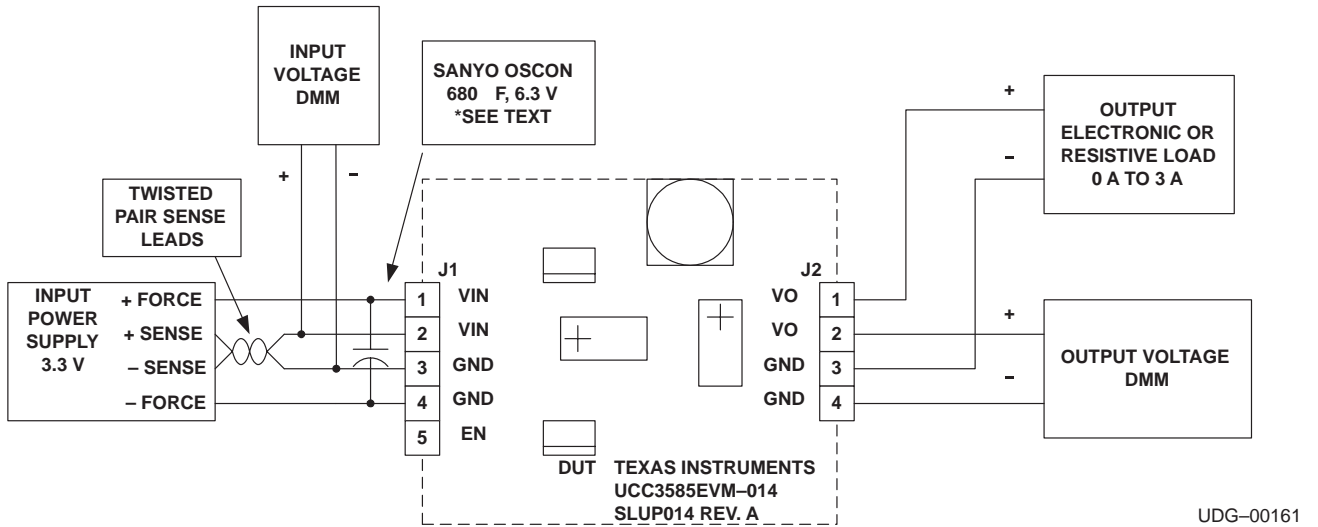 INPUT
VOLTAGE
DMM
+
–
SANYO OSCON
680 F, 6.3 V
*SEE TEXT
TWISTED
PAIR SENSE
LEADS
INPUT
POWER
SUPPLY
3.3 V
+ FORCE
+ SENSE
– SENSE
– FORCE
J1
1 VIN
2 VIN
3 GND
4 GND
5 EN
+
+
J2
VO 1
VO 2
GND 3
GND 4
DUT TEXAS INSTRUMENTS
UCC3585EVM–014
SLUP014 REV. A
+
–
OUTPUT
ELECTRONIC OR
RESISTIVE LOAD
0 A TO 3 A
+
–
OUTPUT VOLTAGE
DMM
UDG–00161